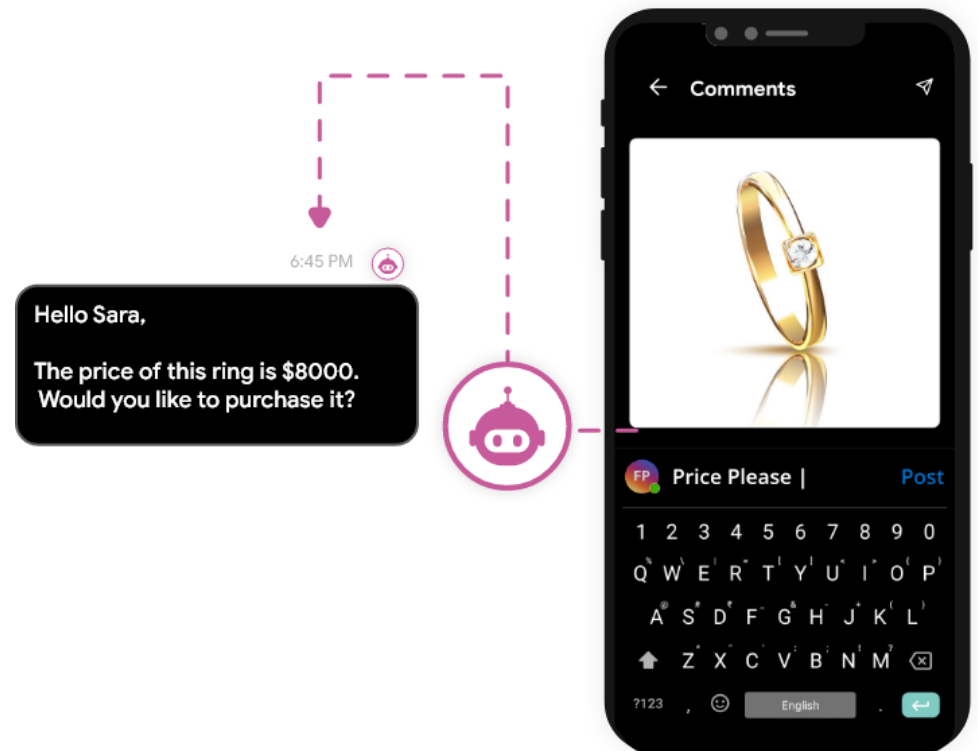 6:45 PM
Hello Sara,
The price of this ring is $8000.
Would you like to purchase it?
Comments
FP Price Please | Post
1 2 3 4 5 6 7 8 9 0
Q W E R T Y U I O P
A S D F G H J K L
Z X C V B N M
?123 , English .